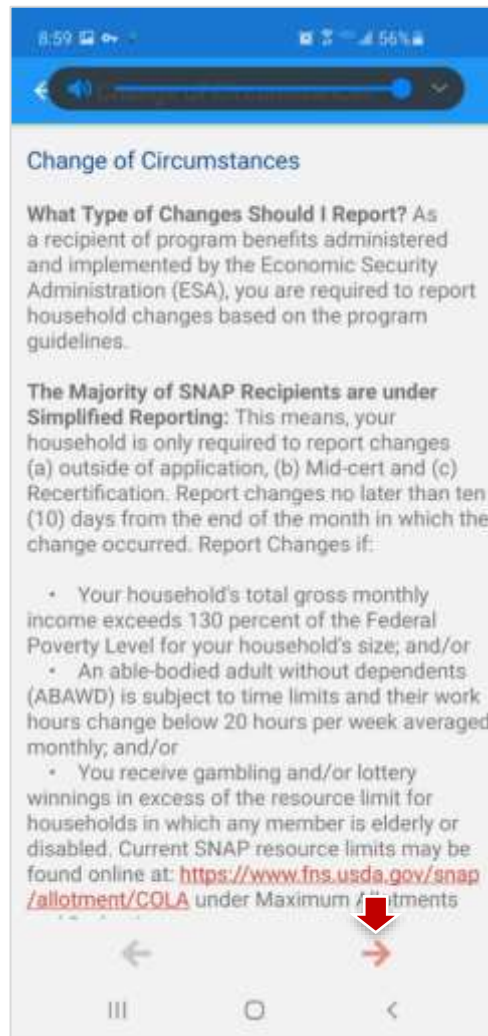 8:59
56%
Change of Circumstances
What Type of Changes Should I Report? As
a recipient of program benefits administered
and implemented by the Economic Security
Administration (ESA), you are required to report
household changes based on the program
guidelines.
The Majority of SNAP Recipients are under
Simplified Reporting: This means, your
household is only required to report changes
(a) outside of application, (b) Mid-cert and (c)
Recertification. Report changes no later than ten
(10) days from the end of the month in which the
change occurred. Report Changes if:
• Your household's total gross monthly
income exceeds 130 percent of the Federal
Poverty Level for your household's size; and/or
• An able-bodied adult without dependents
(ABAWD) is subject to time limits and their work
hours change below 20 hours per week averaged
monthly; and/or
• You receive gambling and/or lottery
winnings in excess of the resource limit for
households in which any member is elderly or
disabled. Current SNAP resource limits may be
found online at: https://www.fns.usda.gov/snap
/allotment/COLA under Maximum